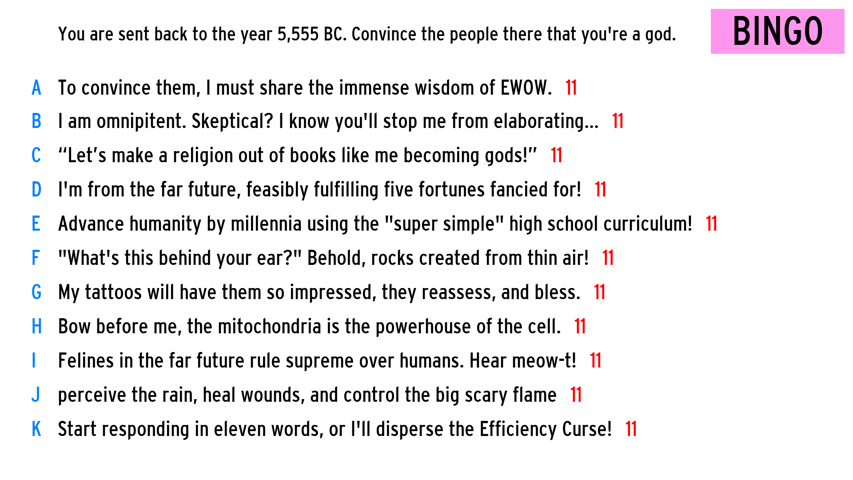 You are sent back to the year 5,555 BC. Convince the people there that you're a god.
BINGO
A To convince them, I must share the immense wisdom of EWOW. 11
B I am omnipitent. Skeptical? I know you'll stop me from elaborating... 11
C “Let’s make a religion out of books like me becoming gods!” 11
D I'm from the far future, feasibly fulfilling five fortunes fancied for! 11
E Advance humanity by millennia using the "super simple" high school curriculum! 11
F "What's this behind your ear?" Behold, rocks created from thin air! 11
G My tattoos will have them so impressed, they reassess, and bless. 11
H Bow before me, the mitochondria is the powerhouse of the cell. 11
I Felines in the far future rule supreme over humans. Hear meow-t! 11
J perceive the rain, heal wounds, and control the big scary flame 11
K Start responding in eleven words, or I'll disperse the Efficiency Curse! 11